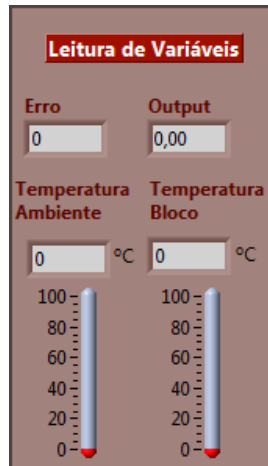 Leitura de Variáveis
Erro Output
0 0,00
Temperatura Temperatura
Ambiente Bloco
0 ºC 0 ºC
100 100
80 80
60 60
40 40
20 20
0 0